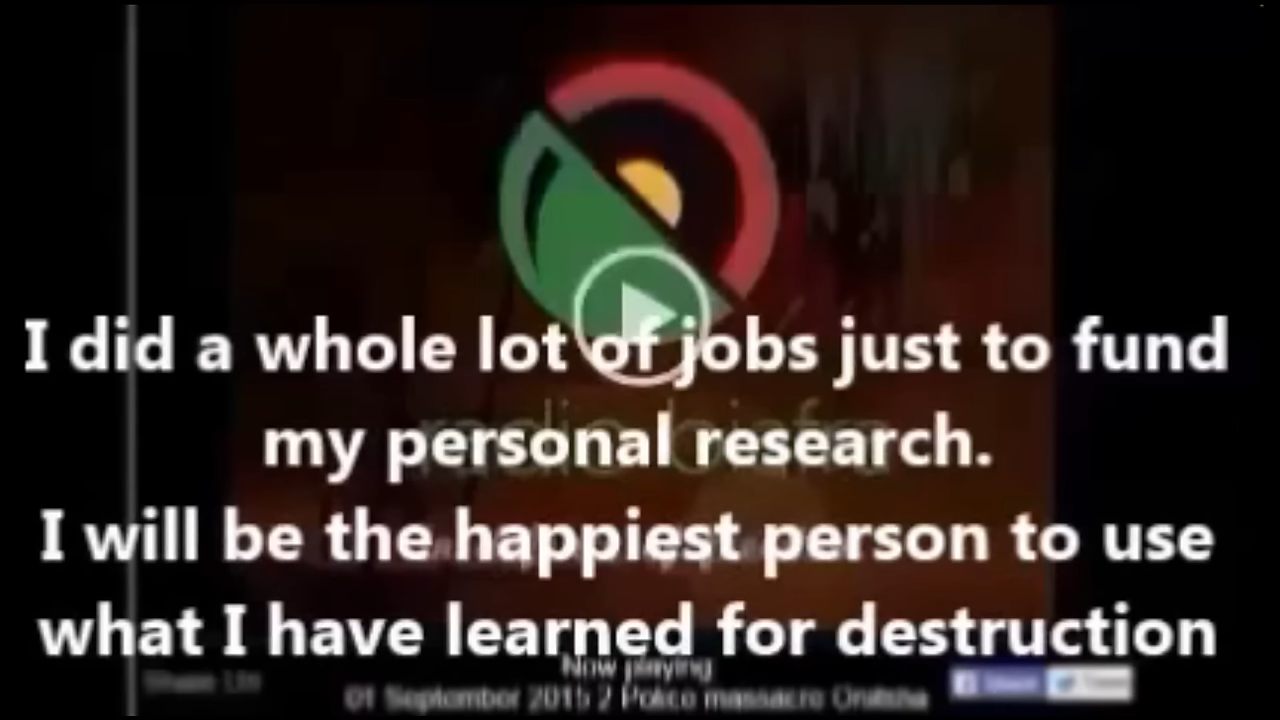 I did a whole lot of jobs just to fund
my personal research.
I will be the happiest person to use
what I have learned for destruction
Now playing
01 September 2015 2 Police massacre Onitsha